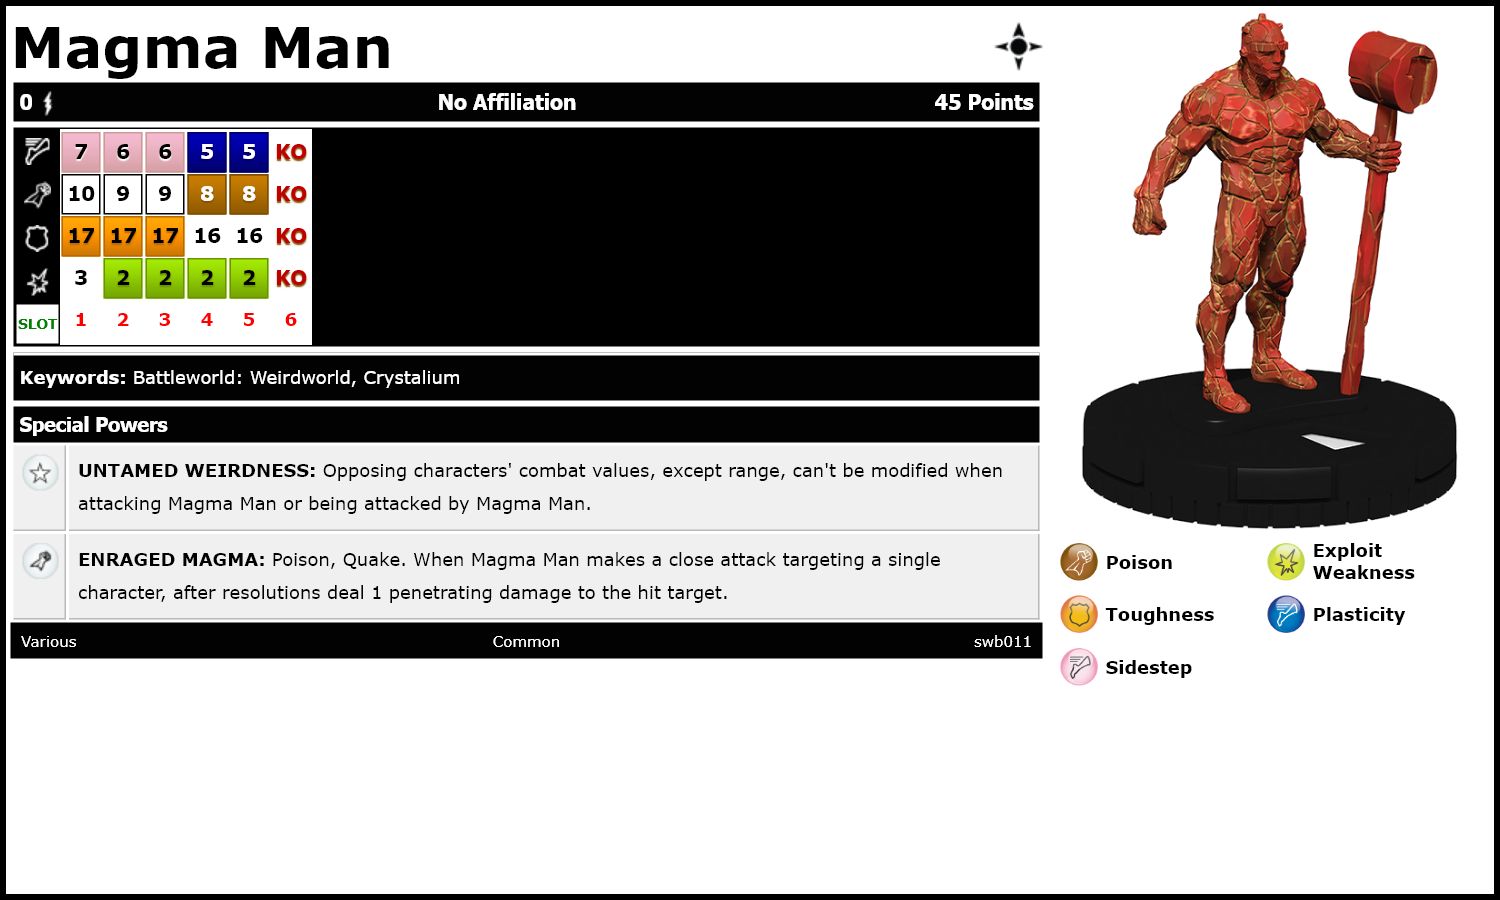 Magma Man
0 No Affiliation 45 Points
7 6 6 5 5 KO
10 9 9 8 8 KO
17 17 17 16 16 KO
3 2 2 2 2 KO
SLOT 1 2 3 4 5 6
Keywords: Battleworld: Weirdworld, Crystalium
Special Powers
UNTAMED WEIRDNESS: Opposing characters' combat values, except range, can't be modified when
attacking Magma Man or being attacked by Magma Man.
ENRAGED MAGMA: Poison, Quake. When Magma Man makes a close attack targeting a single
character, after resolutions deal 1 penetrating damage to the hit target.
Various Common swb011
Poison
Exploit
Weakness
Toughness
Plasticity
Sidestep